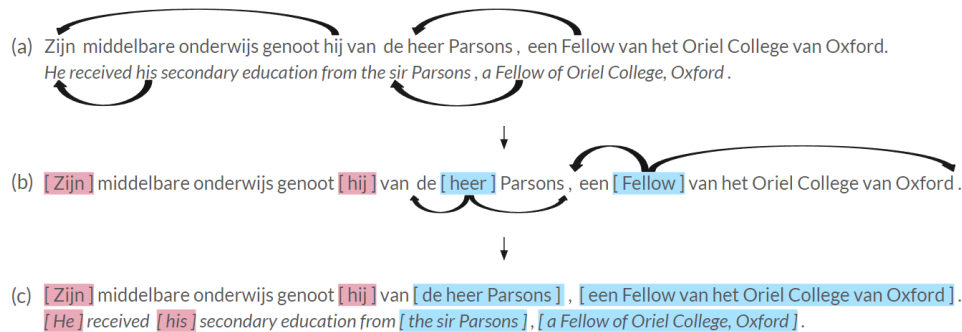 (a) Zijn middelbare onderwijs genoot hij van de heer Parsons , een Fellow van het Oriel College van Oxford.
He received his secondary education from the sir Parsons , a Fellow of Oriel College, Oxford .
(b) [ Zijn ] middelbare onderwijs genoot [ hij ] van de [ heer ] Parsons , een [ Fellow ] van het Oriel College van Oxford .
(c) [ Zijn ] middelbare onderwijs genoot [ hij ] van [ de heer Parsons ] , [ een Fellow van het Oriel College van Oxford ] .
[ He ] received [ his ] secondary education from [ the sir Parsons ] , [ a Fellow of Oriel College, Oxford ] .